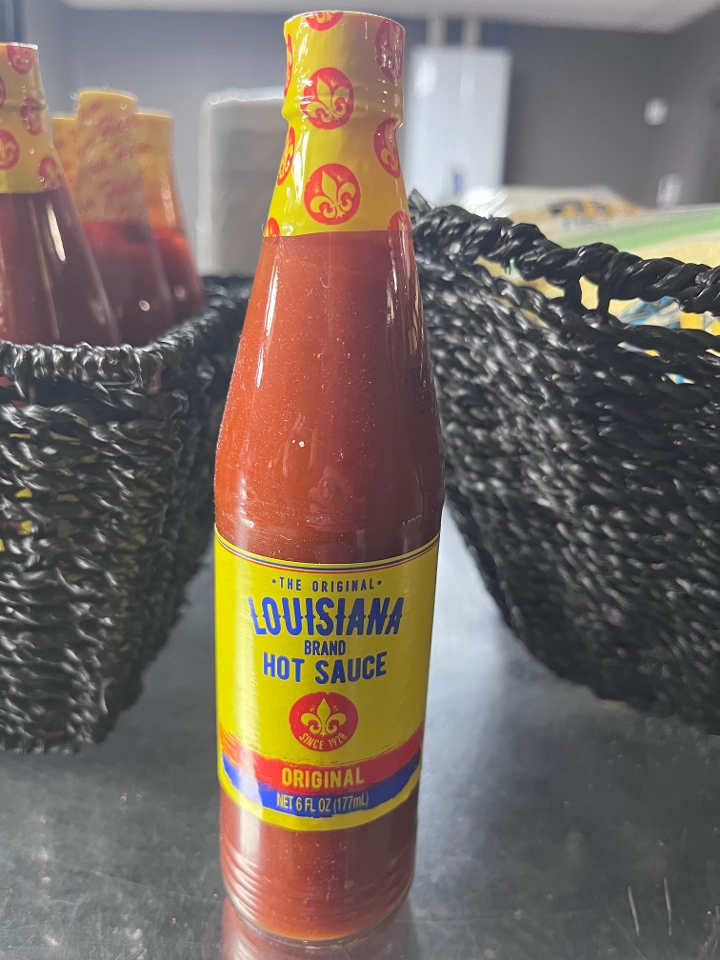 •THE ORIGINAL•
LOUISIANA
BRAND
HOT SAUCE
SINCE 1928
ORIGINAL
NET 6 FL OZ (177mL)